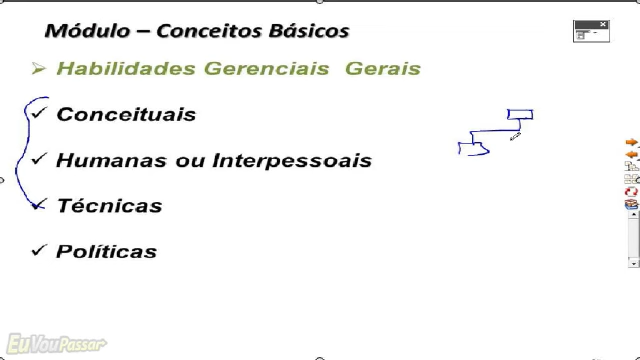 Módulo – Conceitos Básicos
Habilidades Gerenciais Gerais
Conceituais
Humanas ou Interpessoais
Técnicas
Políticas
EuVouPassar